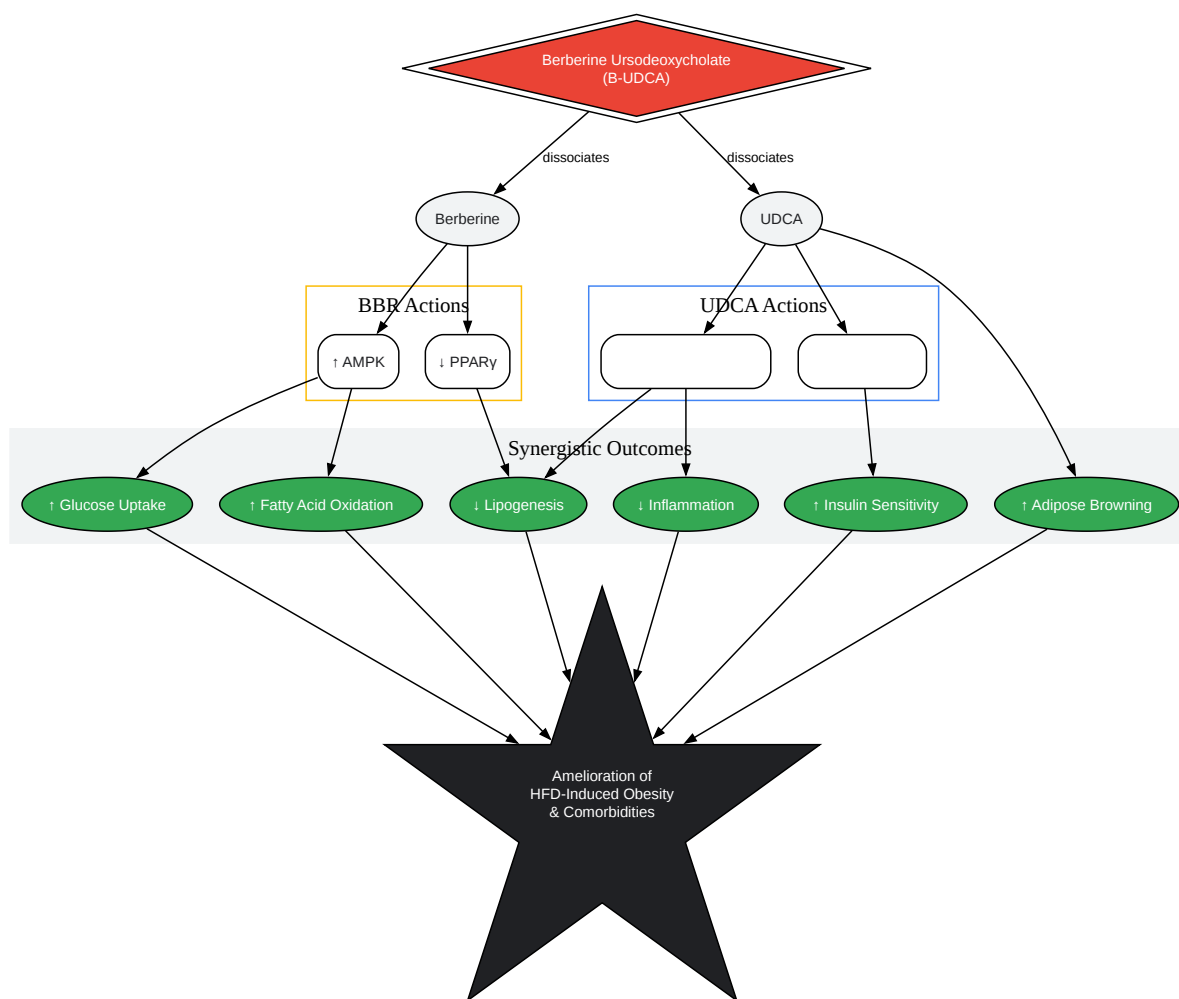 Berberine Ursodeoxycholate
(B-UDCA)
dissociates
dissociates
Berberine
UDCA
BBR Actions
UDCA Actions
↑ AMPK
↓ PPARγ
Synergistic Outcomes
↑ Glucose Uptake
↑ Fatty Acid Oxidation
↓ Lipogenesis
↓ Inflammation
↑ Insulin Sensitivity
↑ Adipose Browning
Amelioration of
HFD-Induced Obesity
& Comorbidities